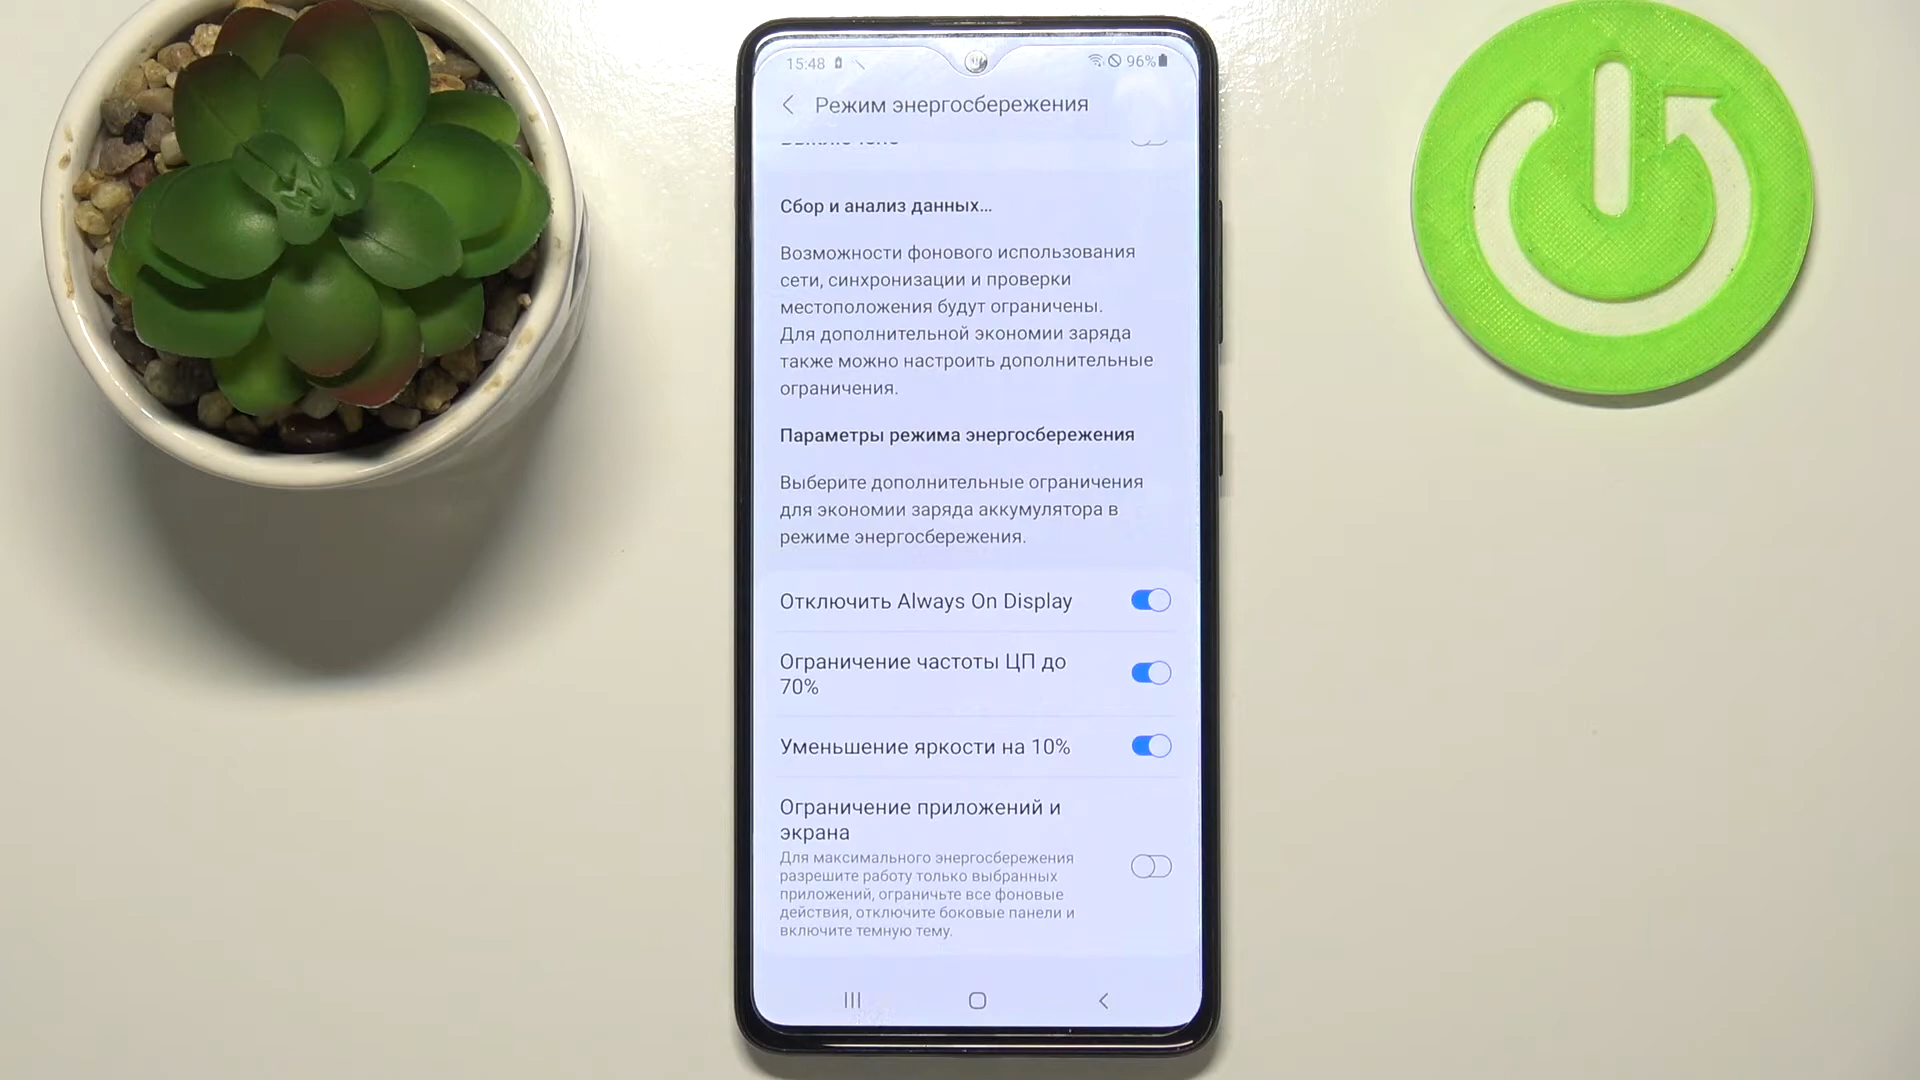 15:48
96%
Режим энергосбережения
Сбор и анализ данных...
Возможности фонового использования
сети, синхронизации и проверки
местоположения будут ограничены.
Для дополнительной экономии заряда
также можно настроить дополнительные
ограничения.
Параметры режима энергосбережения
Выберите дополнительные ограничения
для экономии заряда аккумулятора в
режиме энергосбережения.
Отключить Always On Display
Ограничение частоты ЦП до
70%
Уменьшение яркости на 10%
Ограничение приложений и
экрана
Для максимального энергосбережения
разрешите работу только выбранных
приложений, ограничьте все фоновые
действия, отключите боковые панели и
включите темную тему.